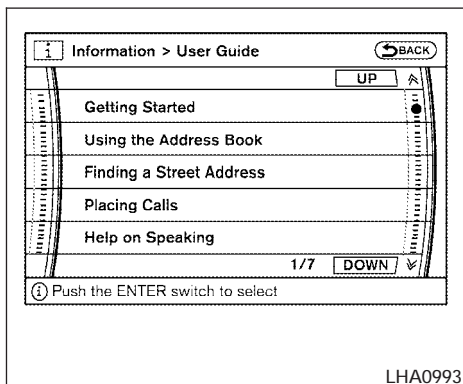 i Information > User Guide BACK
UP
Getting Started
Using the Address Book
Finding a Street Address
Placing Calls
Help on Speaking
1/7 DOWN
i Push the ENTER switch to select
LHA0993